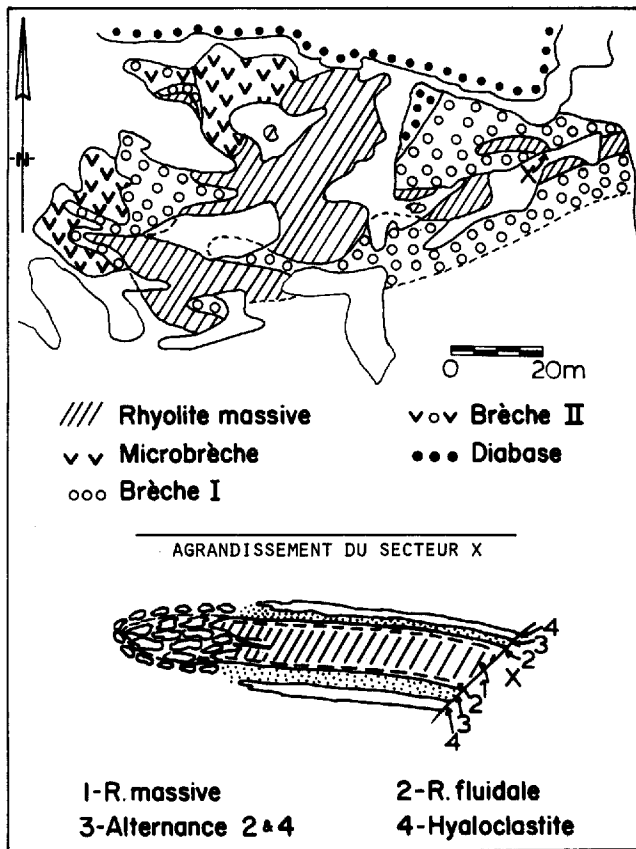 N
X
0 20m
Rhyolite massive
Microbrèche
Brèche I
Brèche II
Diabase
AGRANDISSEMENT DU SECTEUR X
4
3
2
1
X
2
3
4
1-R. massive 2-R. fluidale
3-Alternance 2 & 4 4-Hyaloclastite